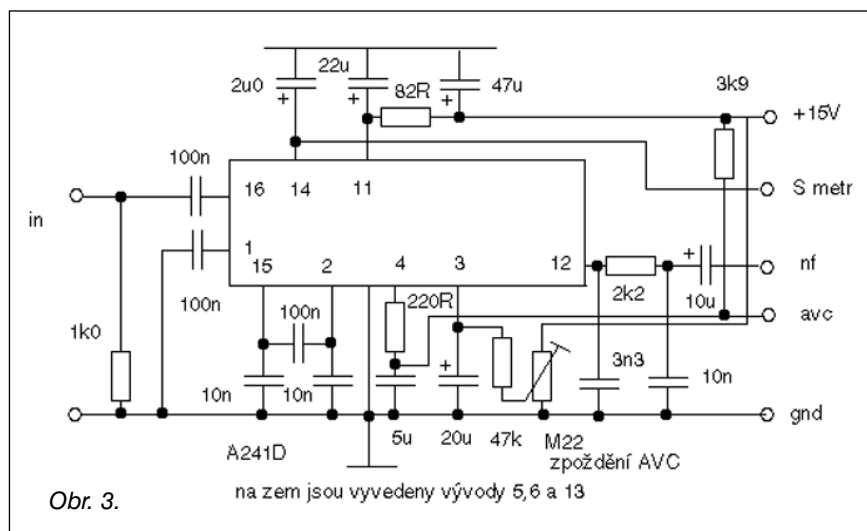 22u
2u0
+
+
82R
+
47u
3k9
+15V
100n
16
14
11
S metr
in
1
15
2
4
3
12
+
nf
100n
100n
220R
2k2
10u
avc
1k0
10n
10n
+
3n3
10n
gnd
A241D
5u
20u
47k
M22
zpoždění AVC
na zem jsou vyvedeny vývody 5,6 a 13
Obr. 3.